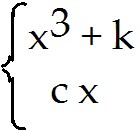 x³ + k
c x